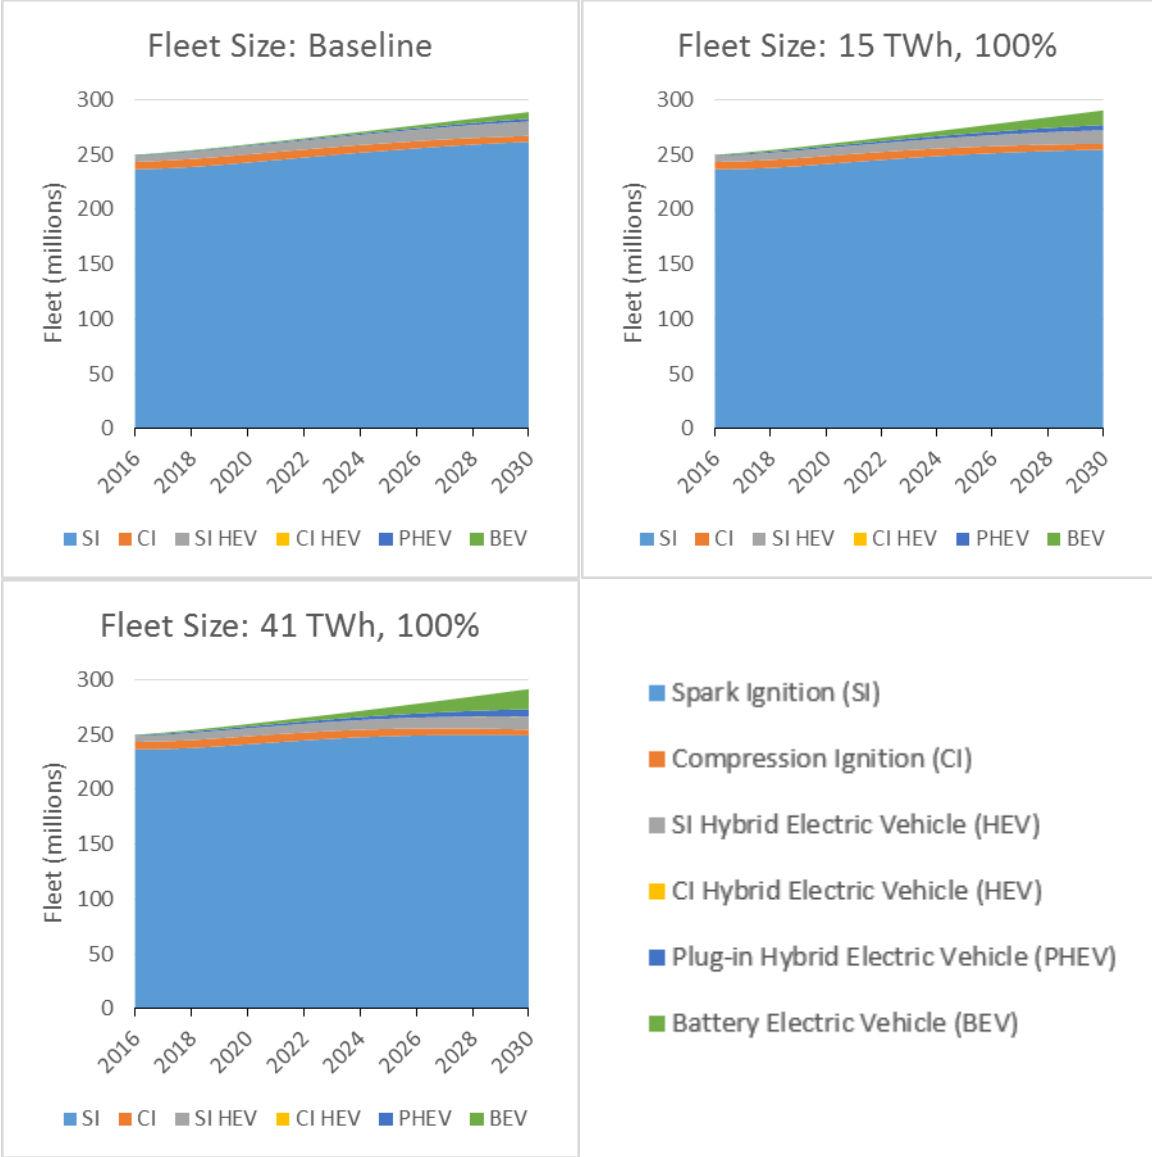 Fleet Size: Baseline
Fleet (millions)
300
250
200
150
100
50
0
2016 2018 2020 2022 2024 2026 2028 2030
SI CI SI HEV CI HEV PHEV BEV
Fleet Size: 15 TWh, 100%
Fleet (millions)
300
250
200
150
100
50
0
2016 2018 2020 2022 2024 2026 2028 2030
SI CI SI HEV CI HEV PHEV BEV
Fleet Size: 41 TWh, 100%
Fleet (millions)
300
250
200
150
100
50
0
2016 2018 2020 2022 2024 2026 2028 2030
SI CI SI HEV CI HEV PHEV BEV
Spark Ignition (SI)
Compression Ignition (CI)
SI Hybrid Electric Vehicle (HEV)
CI Hybrid Electric Vehicle (HEV)
Plug-in Hybrid Electric Vehicle (PHEV)
Battery Electric Vehicle (BEV)